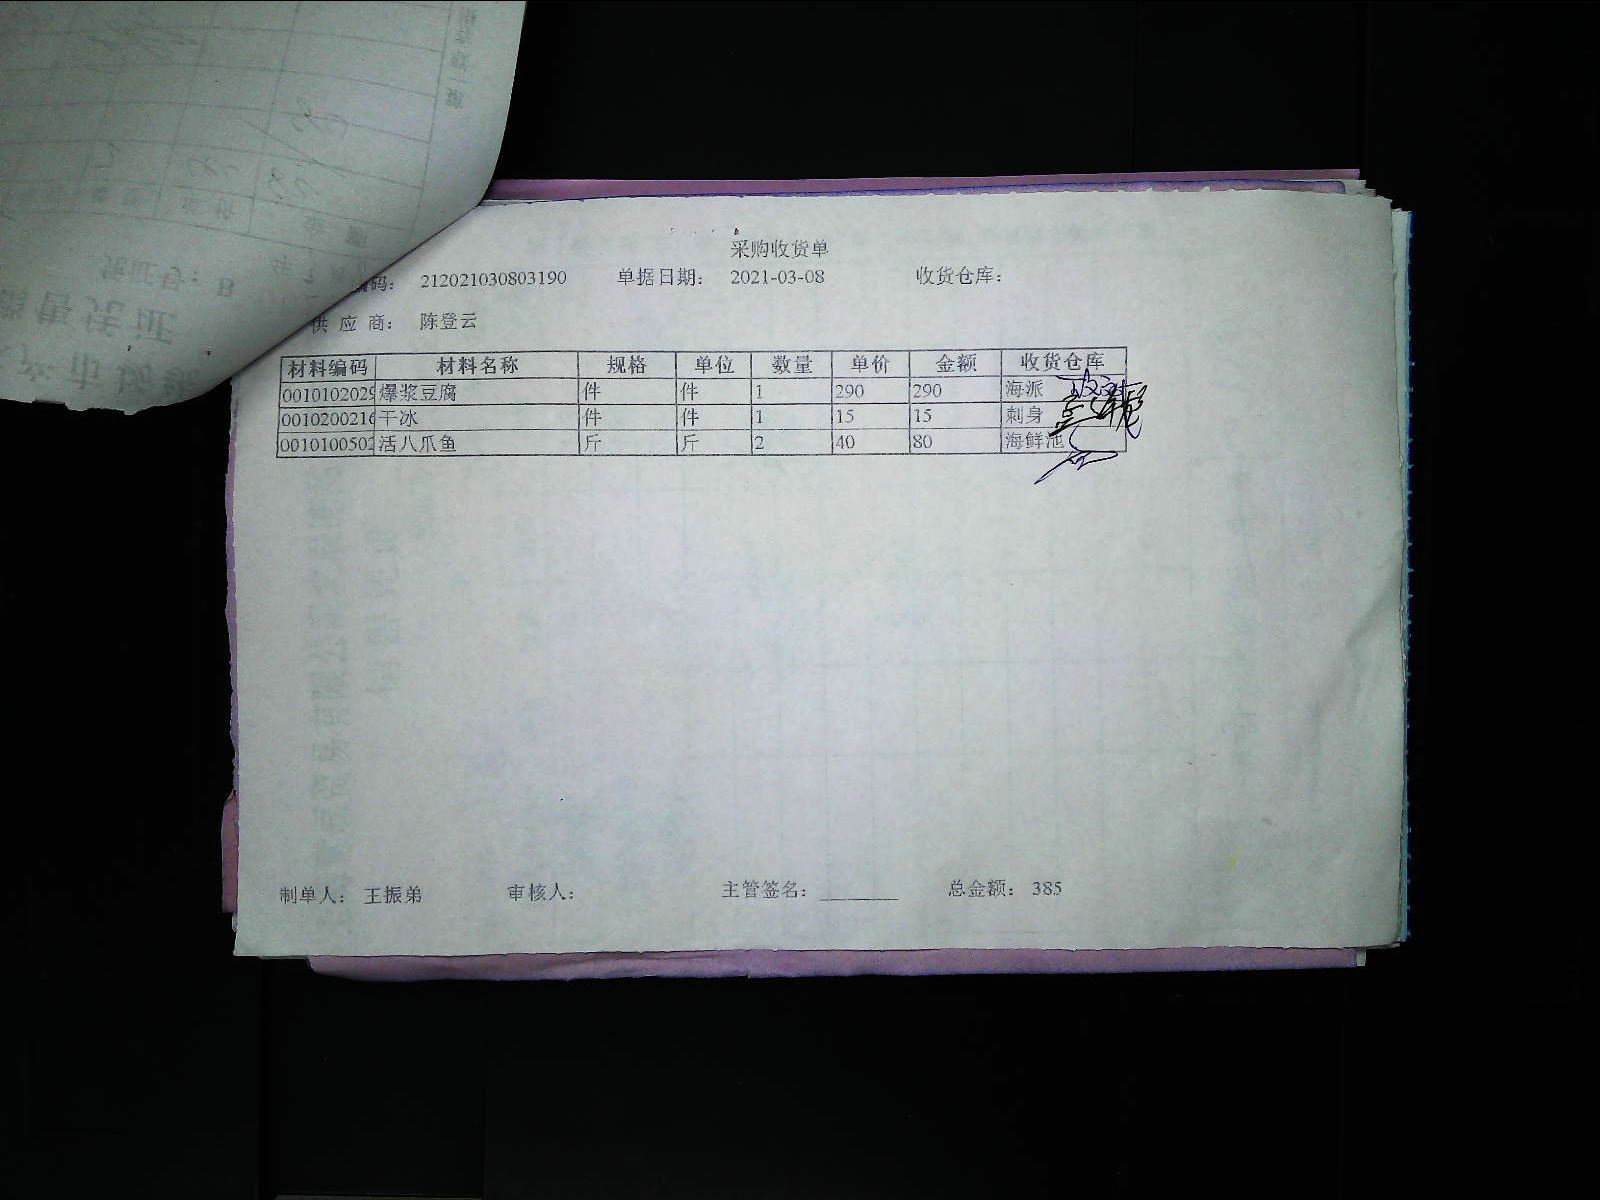 采购收货单
编码： 212021030803190 单据日期： 2021-03-08 收货仓库：
供 应 商： 陈登云
材料编码 材料名称 规格 单位 数量 单价 金额 收货仓库
0010102029 爆浆豆腐 件 件 1 290 290 海派
0010200216 干冰 件 件 1 15 15 刺身
0010100502 活八爪鱼 斤 斤 2 40 80 海鲜池
制单人： 王振弟 审核人： 主管签名： ________ 总金额： 385